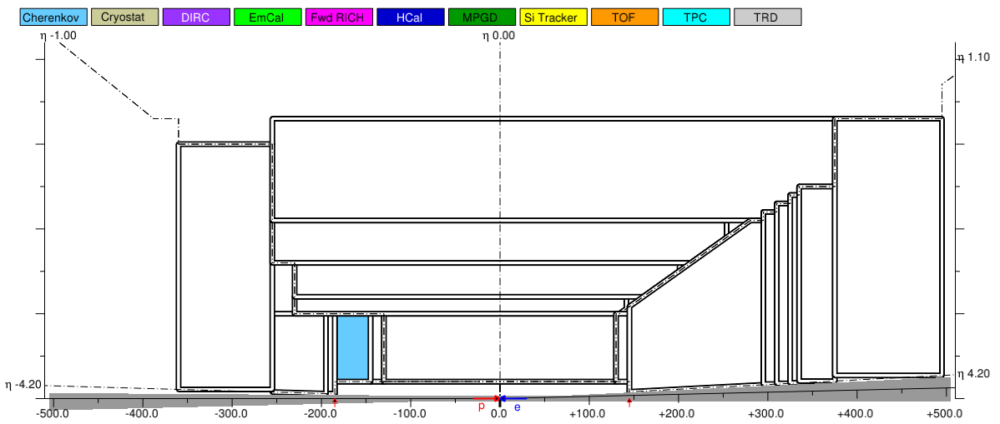 Cherenkov Cryostat DIRC EmCal Fwd RICH HCal MPGD Si Tracker TOF TPC TRD
η -1.00 η 0.00
η 1.10
η -4.20 η 4.20
-500.0 -400.0 -300.0 -200.0 -100.0 0.0 +100.0 +200.0 +300.0 +400.0 +500.0
p e